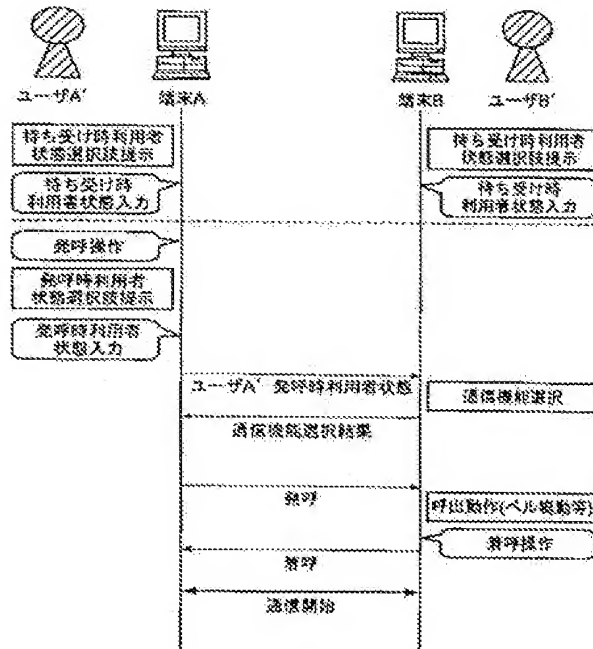 ユーザA'
端末A
端末B
ユーザB'
待ち受け時利用者
状態選択肢提示
待ち受け時利用者
状態選択肢提示
待ち受け時
利用者状態入力
待ち受け時
利用者状態入力
発呼操作
発呼時利用者
状態選択肢提示
発呼時利用者
状態入力
ユーザA' 発呼時利用者状態
通信機能選択
通信機能選択結果
発呼
呼出動作(ベル鳴動等)
着呼操作
着呼
通信開始